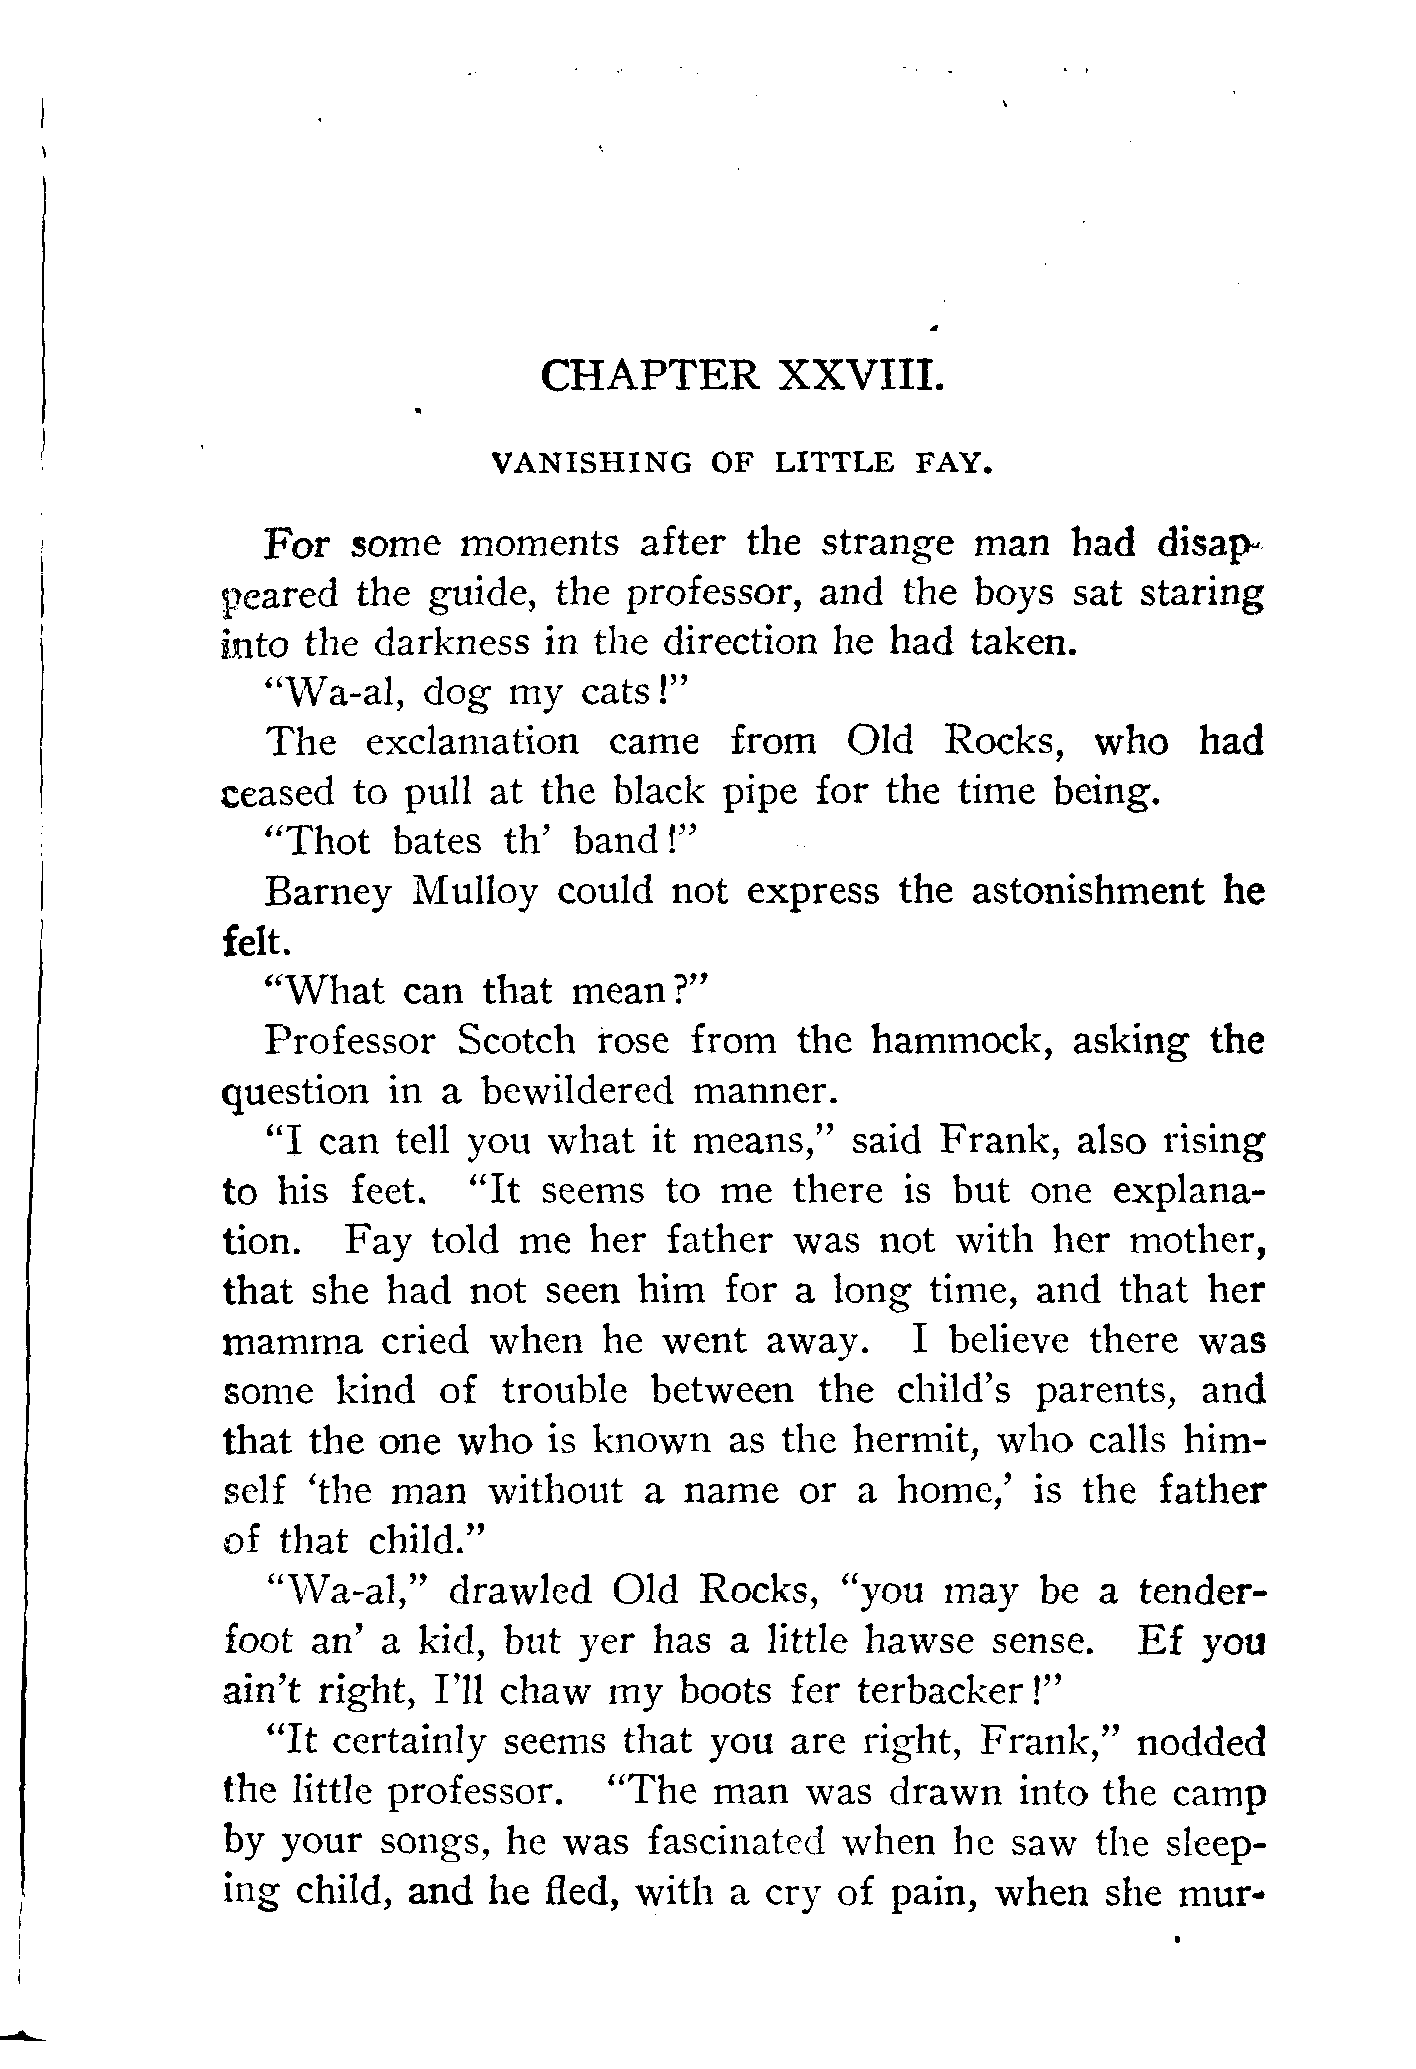 CHAPTER XXVIII.
VANISHING OF LITTLE FAY.
For some moments after the strange man had disap-
peared the guide, the professor, and the boys sat staring
into the darkness in the direction he had taken.
"Wa-al, dog my cats!"
The exclamation came from Old Rocks, who had
ceased to pull at the black pipe for the time being.
"Thot bates th' band!"
Barney Mulloy could not express the astonishment he
felt.
"What can that mean?"
Professor Scotch rose from the hammock, asking the
question in a bewildered manner.
"I can tell you what it means," said Frank, also rising
to his feet. "It seems to me there is but one explana-
tion. Fay told me her father was not with her mother,
that she had not seen him for a long time, and that her
mamma cried when he went away. I believe there was
some kind of trouble between the child's parents, and
that the one who is known as the hermit, who calls him-
self 'the man without a name or a home,' is the father
of that child."
"Wa-al," drawled Old Rocks, "you may be a tender-
foot an' a kid, but yer has a little hawse sense. Ef you
ain't right, I'll chaw my boots fer terbacker!"
"It certainly seems that you are right, Frank," nodded
the little professor. "The man was drawn into the camp
by your songs, he was fascinated when he saw the sleep-
ing child, and he fled, with a cry of pain, when she mur-